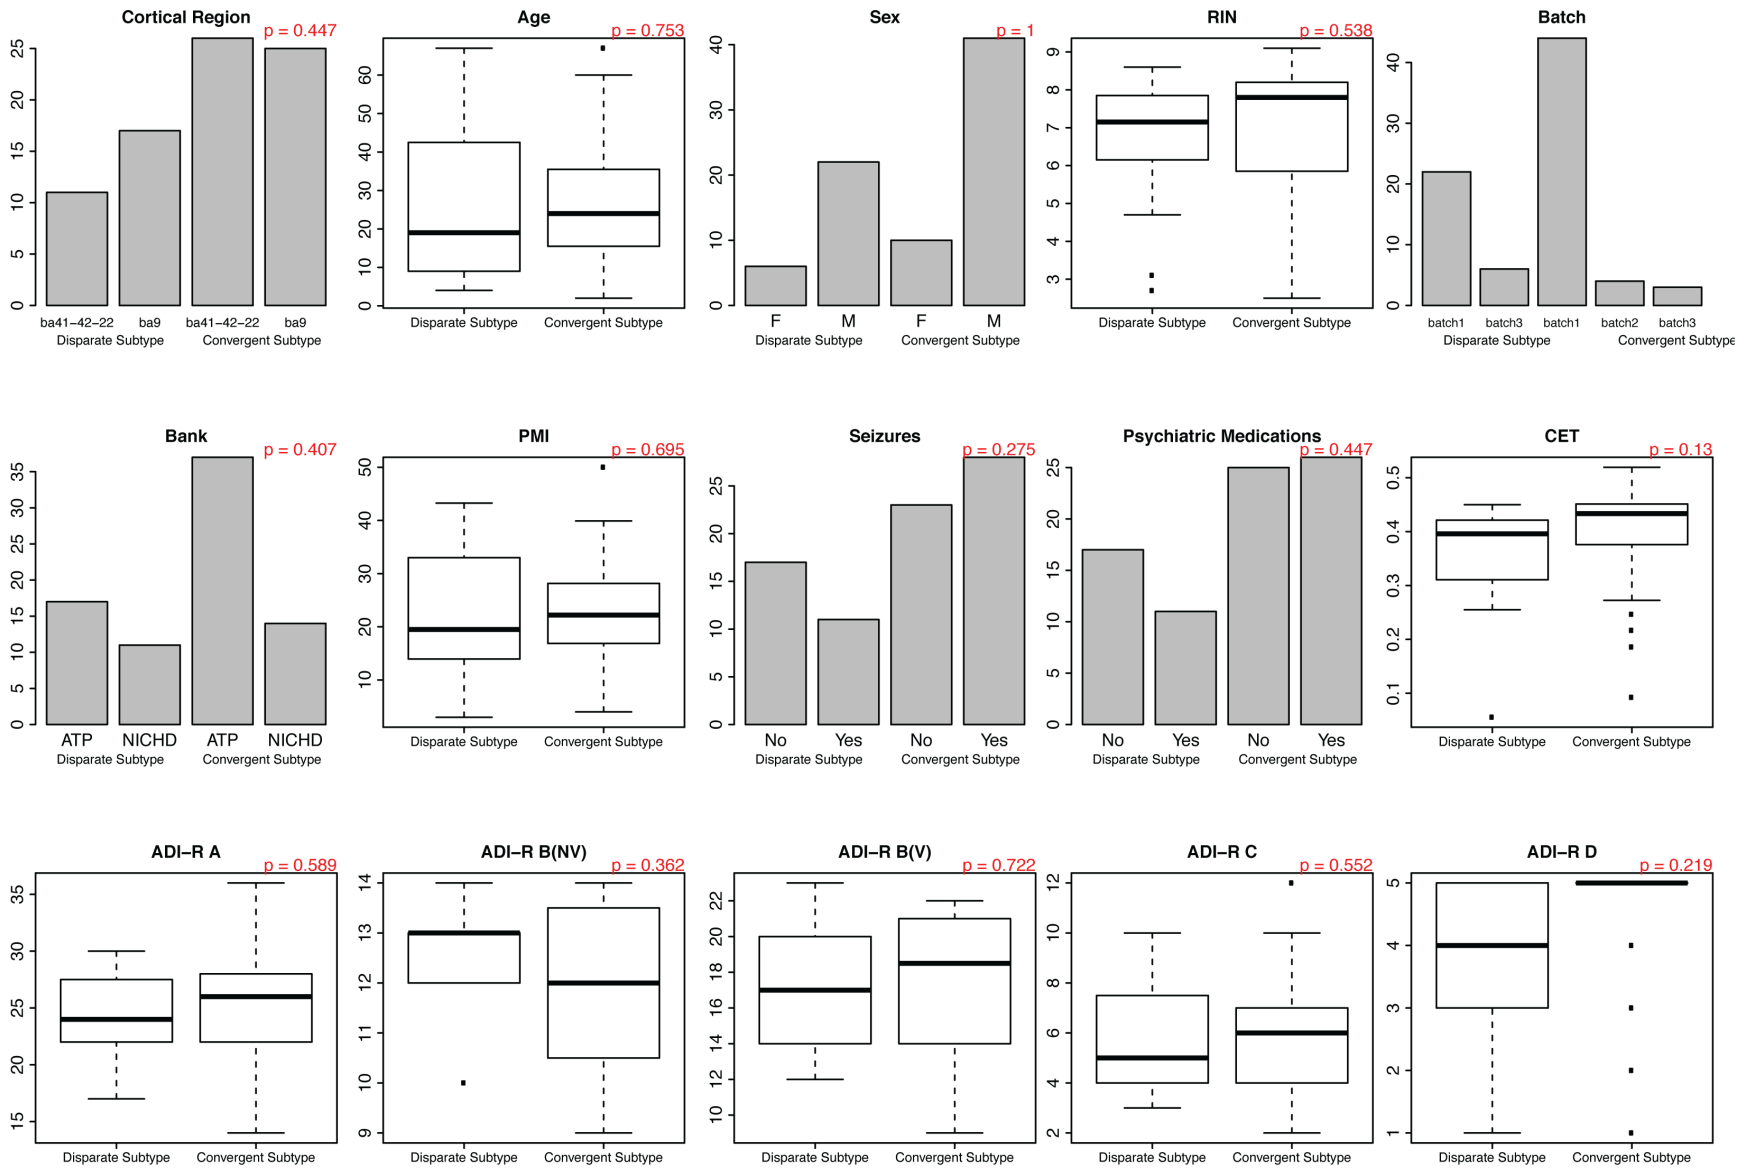 Cortical Region
p = 0.447
0 5 10 15 20 25
ba41−42−22 ba9 ba41−42−22 ba9
Disparate Subtype Convergent Subtype
Age
p = 0.753
0 10 20 30 40 50 60
Disparate Subtype Convergent Subtype
Sex
p = 1
0 10 20 30 40
F M F M
Disparate Subtype Convergent Subtype
RIN
p = 0.538
3 4 5 6 7 8 9
Disparate Subtype Convergent Subtype
Batch
0 10 20 30 40
batch1 batch3 batch1 batch2 batch3
Disparate Subtype Convergent Subtype
Bank
p = 0.407
0 5 10 15 20 25 30 35
ATP NICHD ATP NICHD
Disparate Subtype Convergent Subtype
PMI
p = 0.695
10 20 30 40 50
Disparate Subtype Convergent Subtype
Seizures
p = 0.275
0 5 10 15 20 25
No Yes No Yes
Disparate Subtype Convergent Subtype
Psychiatric Medications
p = 0.447
0 5 10 15 20 25
No Yes No Yes
Disparate Subtype Convergent Subtype
CET
p = 0.13
0.1 0.2 0.3 0.4 0.5
Disparate Subtype Convergent Subtype
ADI−R A
p = 0.589
15 20 25 30 35
Disparate Subtype Convergent Subtype
ADI−R B(NV)
p = 0.362
9 10 11 12 13 14
Disparate Subtype Convergent Subtype
ADI−R B(V)
p = 0.722
10 12 14 16 18 20 22
Disparate Subtype Convergent Subtype
ADI−R C
p = 0.552
2 4 6 8 10 12
Disparate Subtype Convergent Subtype
ADI−R D
p = 0.219
1 2 3 4 5
Disparate Subtype Convergent Subtype